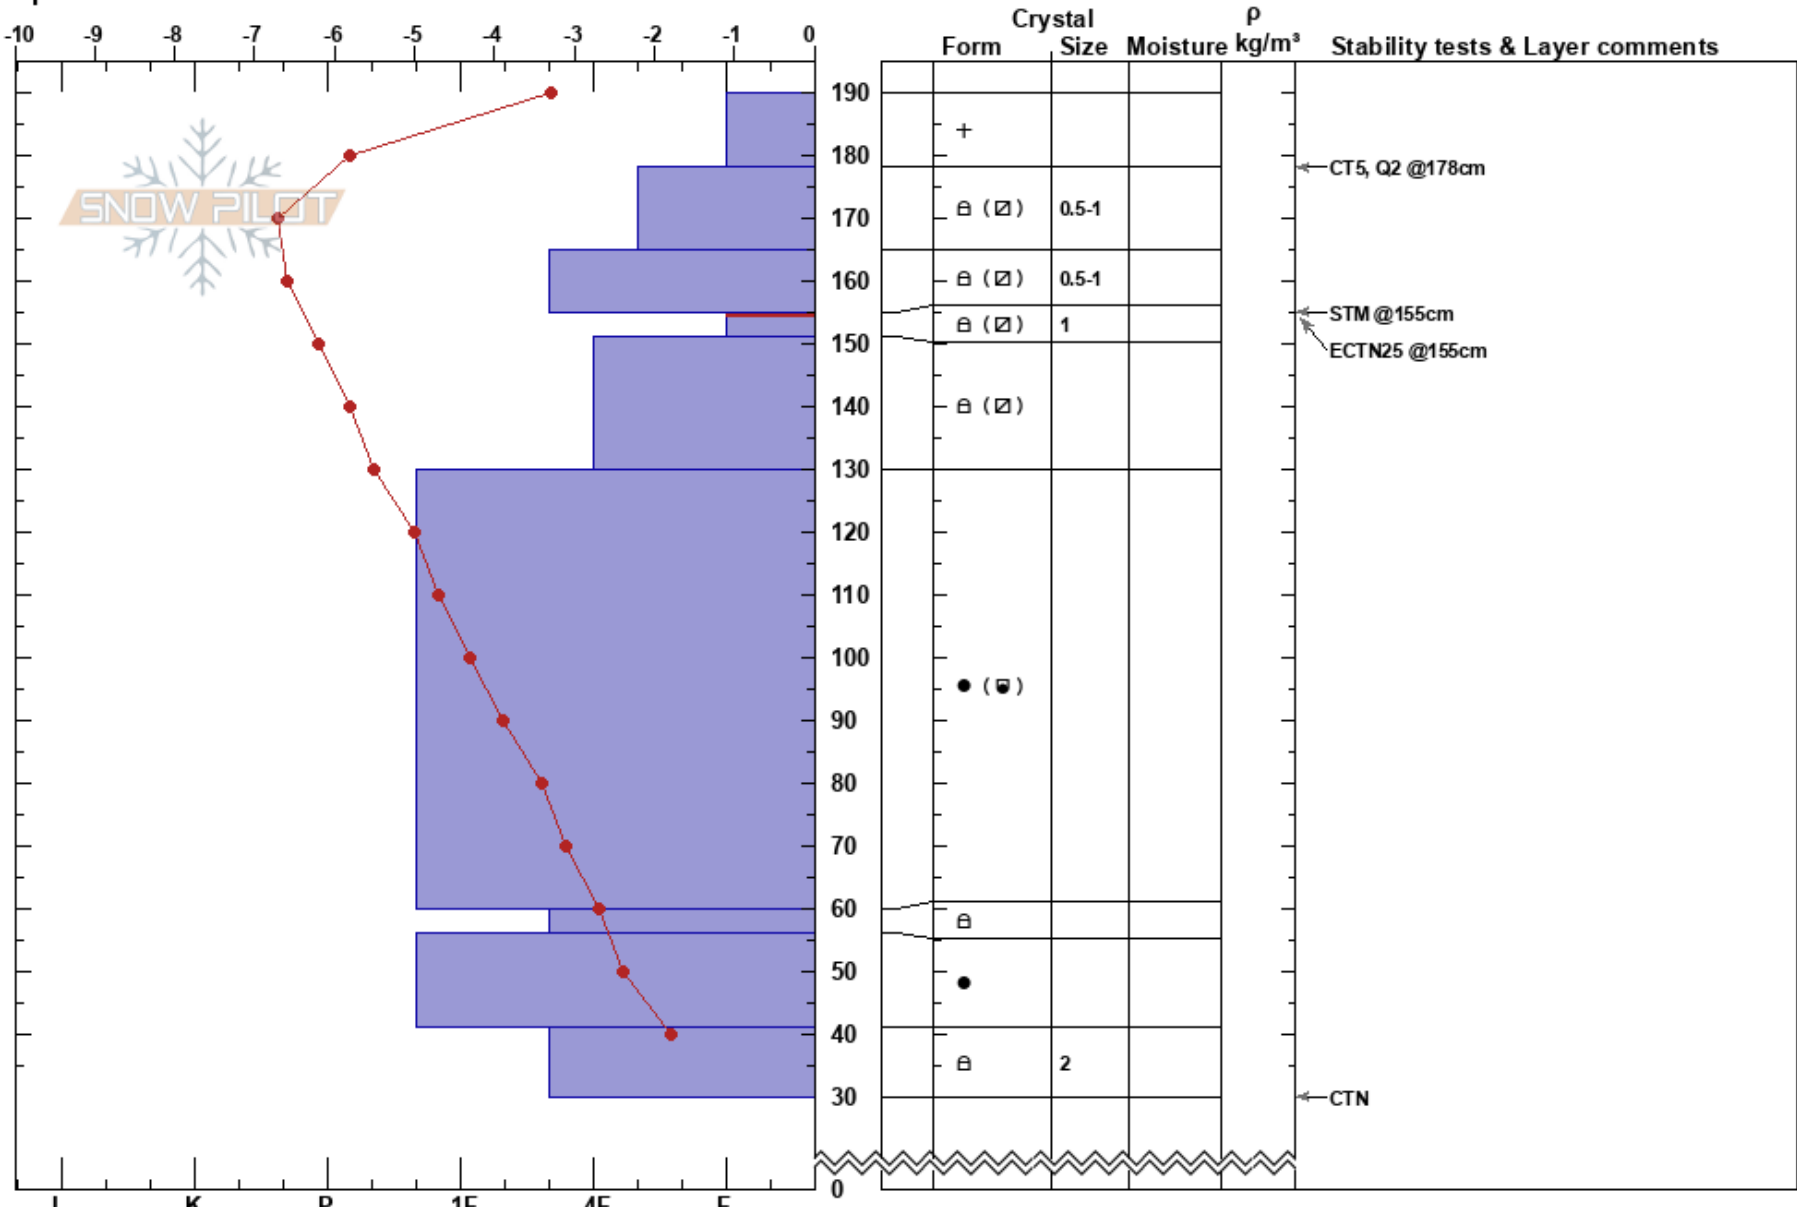 Crystal ρ
-10 -9 -8 -7 -6 -5 -4 -3 -2 -1 0 Form Size Moisture kg/m³ Stability tests & Layer comments
190
+
180
CT5, Q2 @178cm
SNOW PILOT 170 ( ) 0.5-1
160 ( ) 0.5-1
STM @155cm
( ) 1
150 ECTN25 @155cm
140 ( )
130
120
110
100
● ( )
90
80
70
60
50
●
40
2
30 CTN
0
I K P 1F 4F F